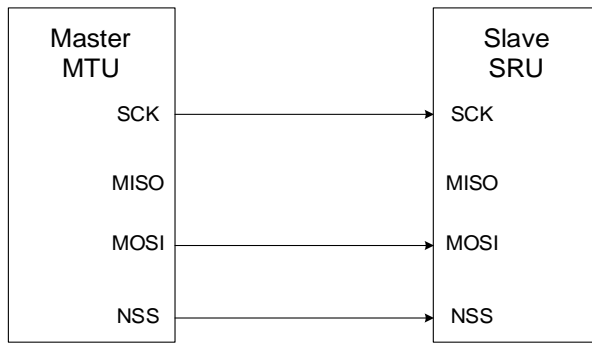 Master
MTU
SCK
MISO
MOSI
NSS
Slave
SRU
SCK
MISO
MOSI
NSS